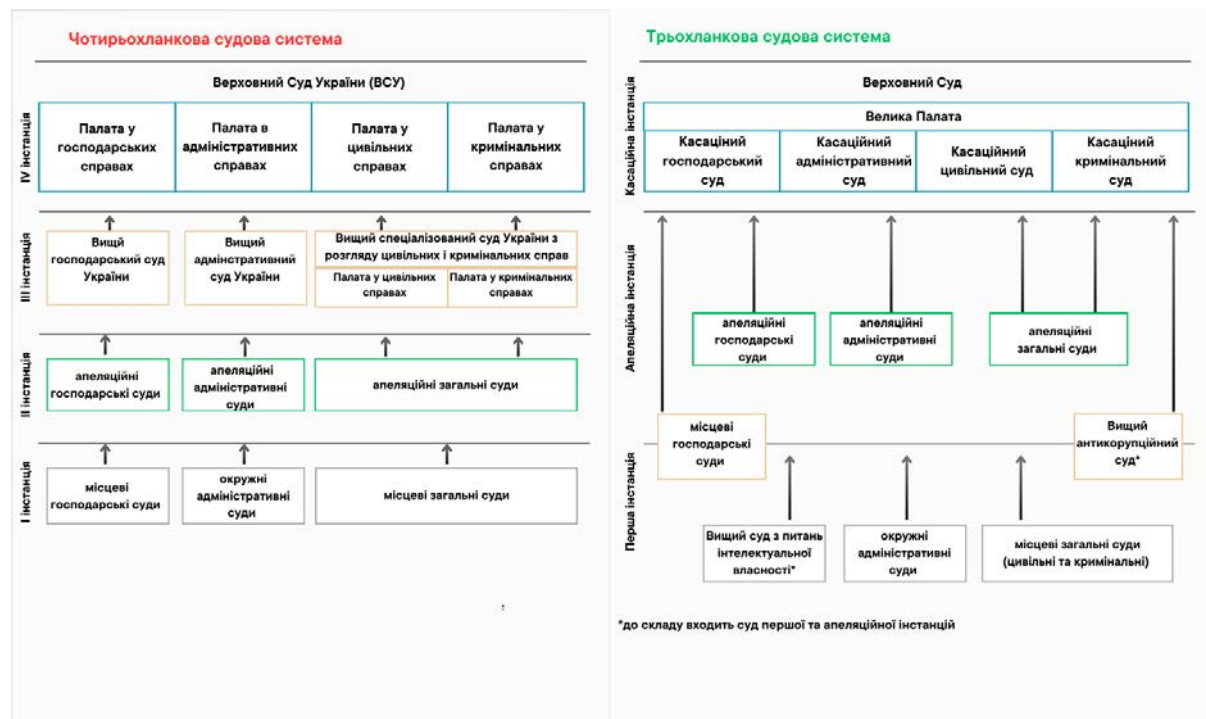 Чотирьохланкова судова система
Верховний Суд України (ВСУ)
IV інстанція
Палата у
господарських
справах
Палата в
адміністративних
справах
Палата у
цивільних
справах
Палата у
кримінальних
справах
III інстанція
Вищй
господарський суд
України
Вищий
адмінстративний
суд України
Вищий спеціалізований суд України з
розгляду цивільних і кримінальних справ
Палата у цивільних
справах
Палата у кримінальних
справах
II інстанція
апеляційні
господарські суди
апеляційні
адміністративні
суди
апеляційні загальні суди
I інстанція
місцеві
господарські суди
окружні
адміністративні
суди
місцеві загальні суди
Трьохланкова судова система
Верховний Суд
Касаційна інстанція
Велика Палата
Касаціний
господарський
суд
Касаційний
адміністративний
суд
Касаційний
цивільний суд
Касаціний
кримінальний
суд
Апеляційна інстанція
апеляційні
господарські
суди
апеляційні
адміністративні
суди
апеляційні
загальні суди
місцеві
господарські
суди
Вищий
антикорупційний
суд*
Перша інстанція
Вищий суд з питань
інтелектуальної
власності*
окружні
адміністративні
суди
місцеві загальні суди
(цивільні та кримінальні)
*до складу входить суд першої та апеляційної інстанцій